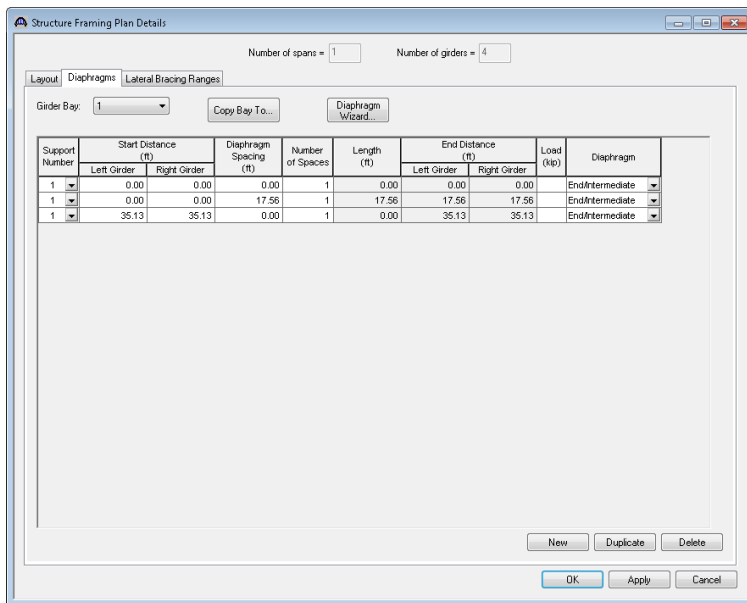 Structure Framing Plan Details
Number of spans = 1 Number of girders = 4
Layout Diaphragms Lateral Bracing Ranges
Girder Bay: 1 Copy Bay To... Diaphragm Wizard...
Support Number Start Distance (ft) Left Girder Right Girder Diaphragm Spacing (ft) Number of Spaces Length (ft) End Distance (ft) Left Girder Right Girder Load (kip) Diaphragm
1 0.00 0.00 0.00 1 0.00 0.00 0.00 End/Intermediate
1 0.00 0.00 17.56 1 17.56 17.56 17.56 End/Intermediate
1 35.13 35.13 0.00 1 0.00 35.13 35.13 End/Intermediate
New Duplicate Delete
OK Apply Cancel